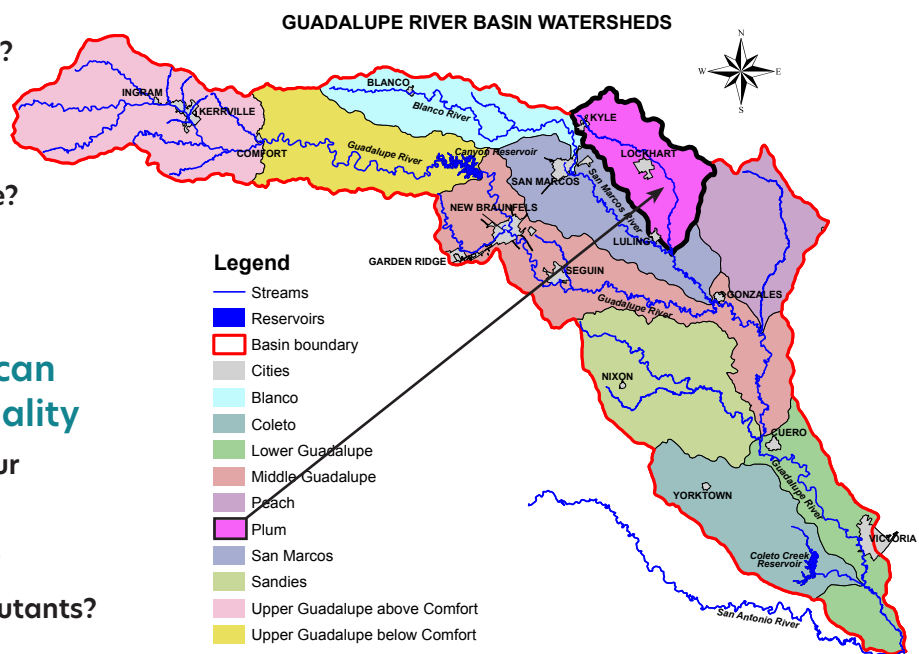 GUADALUPE RIVER BASIN WATERSHEDS
?
e?
can
ality
ur
utants?
N
W
E
S
INGRAM
KERRVILLE
COMFORT
BLANCO
Blanco River
Guadalupe River
Canyon Reservoir
KYLE
LOCKHART
SAN MARCOS
San Marcos River
NEW BRAUNFELS
LULING
GARDEN RIDGE
SEGUIN
Guadalupe River
GONZALES
NIXON
CUERO
Guadalupe River
YORKTOWN
VICTORIA
Coleto Creek
Reservoir
San Antonio River
Legend
Streams
Reservoirs
Basin boundary
Cities
Blanco
Coleto
Lower Guadalupe
Middle Guadalupe
Peach
Plum
San Marcos
Sandies
Upper Guadalupe above Comfort
Upper Guadalupe below Comfort